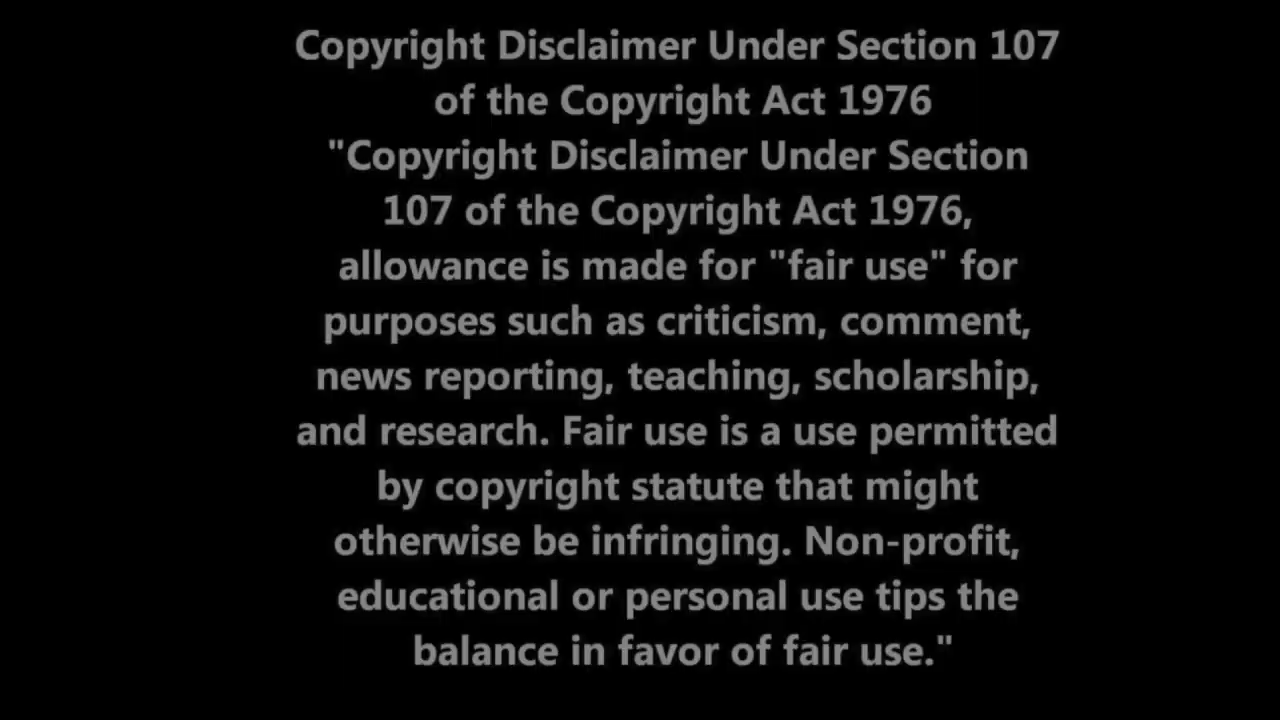 Copyright Disclaimer Under Section 107
of the Copyright Act 1976
"Copyright Disclaimer Under Section
107 of the Copyright Act 1976,
allowance is made for "fair use" for
purposes such as criticism, comment,
news reporting, teaching, scholarship,
and research. Fair use is a use permitted
by copyright statute that might
otherwise be infringing. Non-profit,
educational or personal use tips the
balance in favor of fair use."